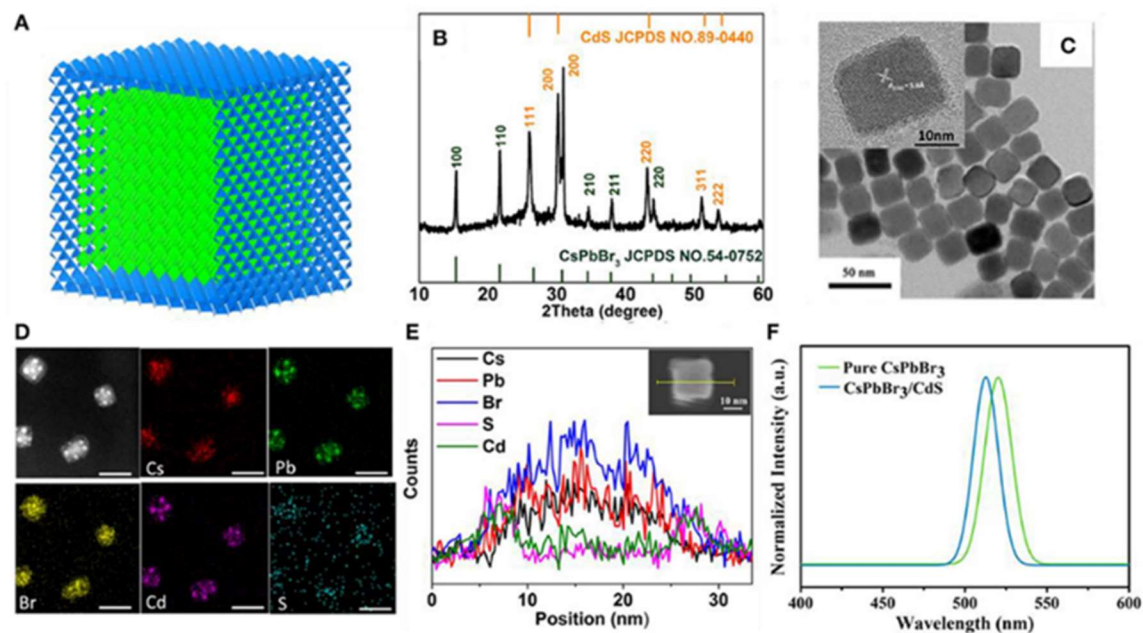 A
B
CdS JCPDS NO.89-0440
100
110
111
200
200
210
211
220
220
311
222
CsPbBr3 JCPDS NO.54-0752
10 20 30 40 50 60
2Theta (degree)
C
10nm
50 nm
D
Cs
Pb
Br
Cd
S
E
Cs
Pb
Br
S
Cd
10 nm
Counts
0 10 20 30
Position (nm)
F
Pure CsPbBr3
CsPbBr3/CdS
Normalized Intensity (a.u.)
400 450 500 550 600
Wavelength (nm)